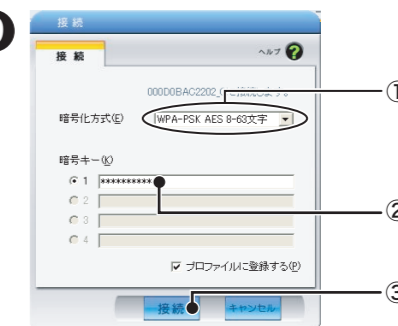 接続
接 続
ヘルプ
000D0BAC2202_
暗号化方式(E)
WPA-PSK AES 8-63文字
暗号キー(K)
1 **********
2
3
4
プロファイルに登録する(P)
接続
キャンセル
①
②
③